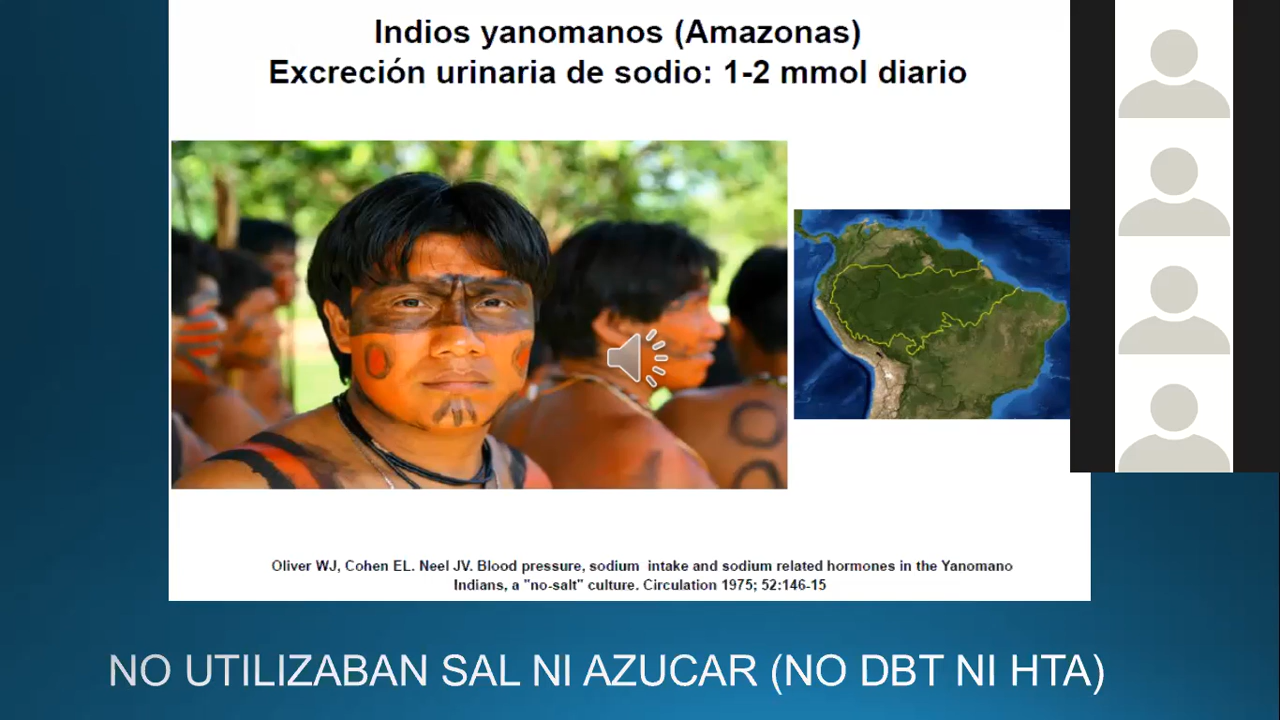 Indios yanomanos (Amazonas)
Excreción urinaria de sodio: 1-2 mmol diario
Oliver WJ, Cohen EL. Neel JV. Blood pressure, sodium intake and sodium related hormones in the Yanomano
Indians, a "no-salt" culture. Circulation 1975; 52:146-15
NO UTILIZABAN SAL NI AZUCAR (NO DBT NI HTA)